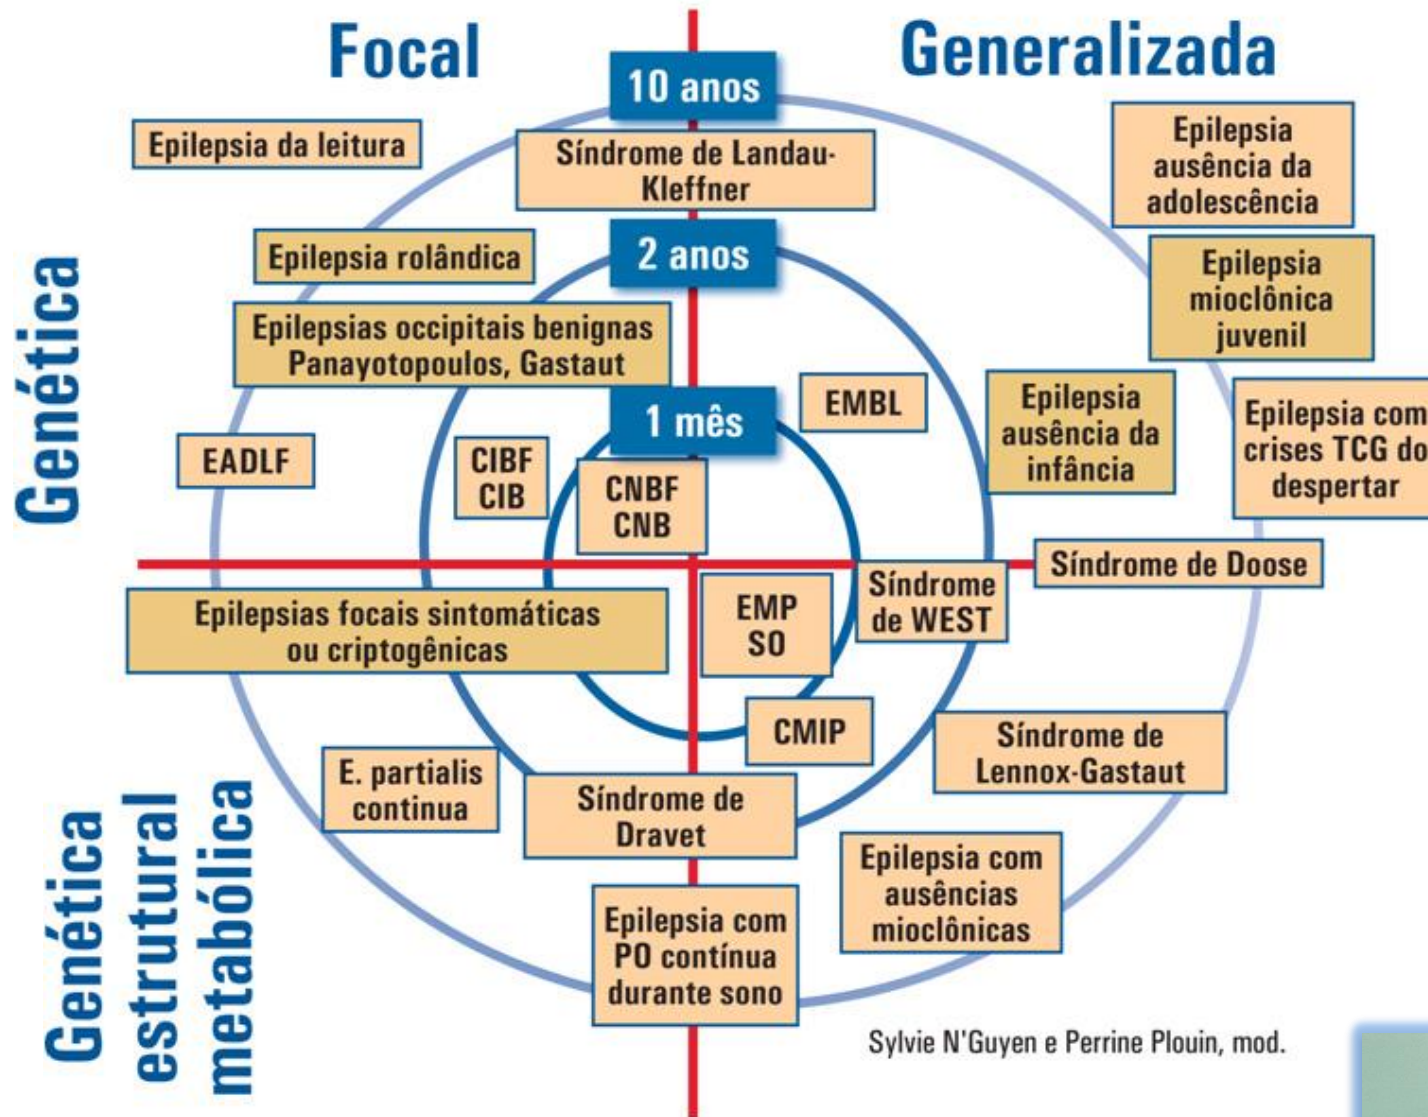 Focal
Generalizada
10 anos
Epilepsia da leitura
Síndrome de Landau-
Kleffner
Epilepsia
ausência da
adolescência
Epilepsia rolândica
2 anos
Epilepsia
mioclônica
juvenil
Genética
Epilepsias occipitais benignas
Panayotopoulos, Gastaut
EMBL
Epilepsia
ausência da
infância
Epilepsia com
crises TCG do
despertar
1 mês
EADLF
CIBF
CIB
CNBF
CNB
Síndrome de Doose
Epilepsias focais sintomáticas
ou criptogênicas
EMP
SO
Síndrome
de WEST
CMIP
Síndrome de
Lennox-Gastaut
Genética
estrutural
metabólica
E. partialis
continua
Síndrome de
Dravet
Epilepsia com
ausências
mioclônicas
Epilepsia com
PO contínua
durante sono
Sylvie N'Guyen e Perrine Plouin, mod.